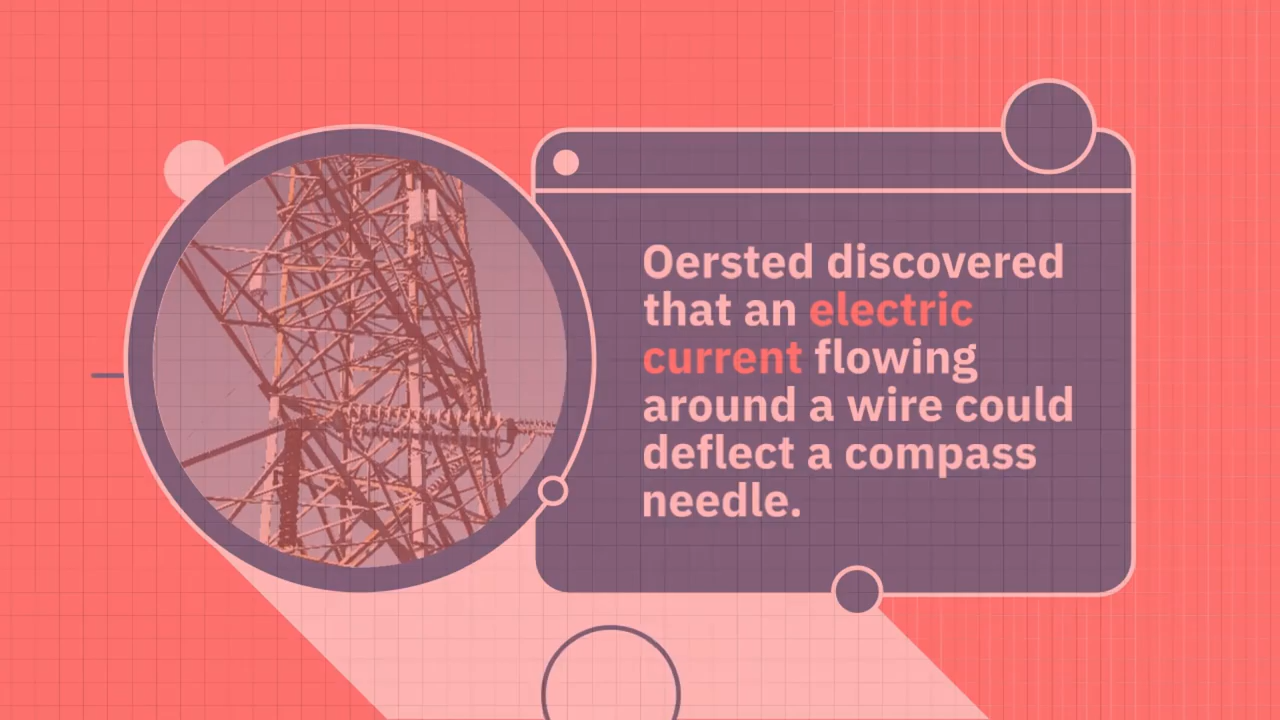 Oersted discovered
that an electric
current flowing
around a wire could
deflect a compass
needle.